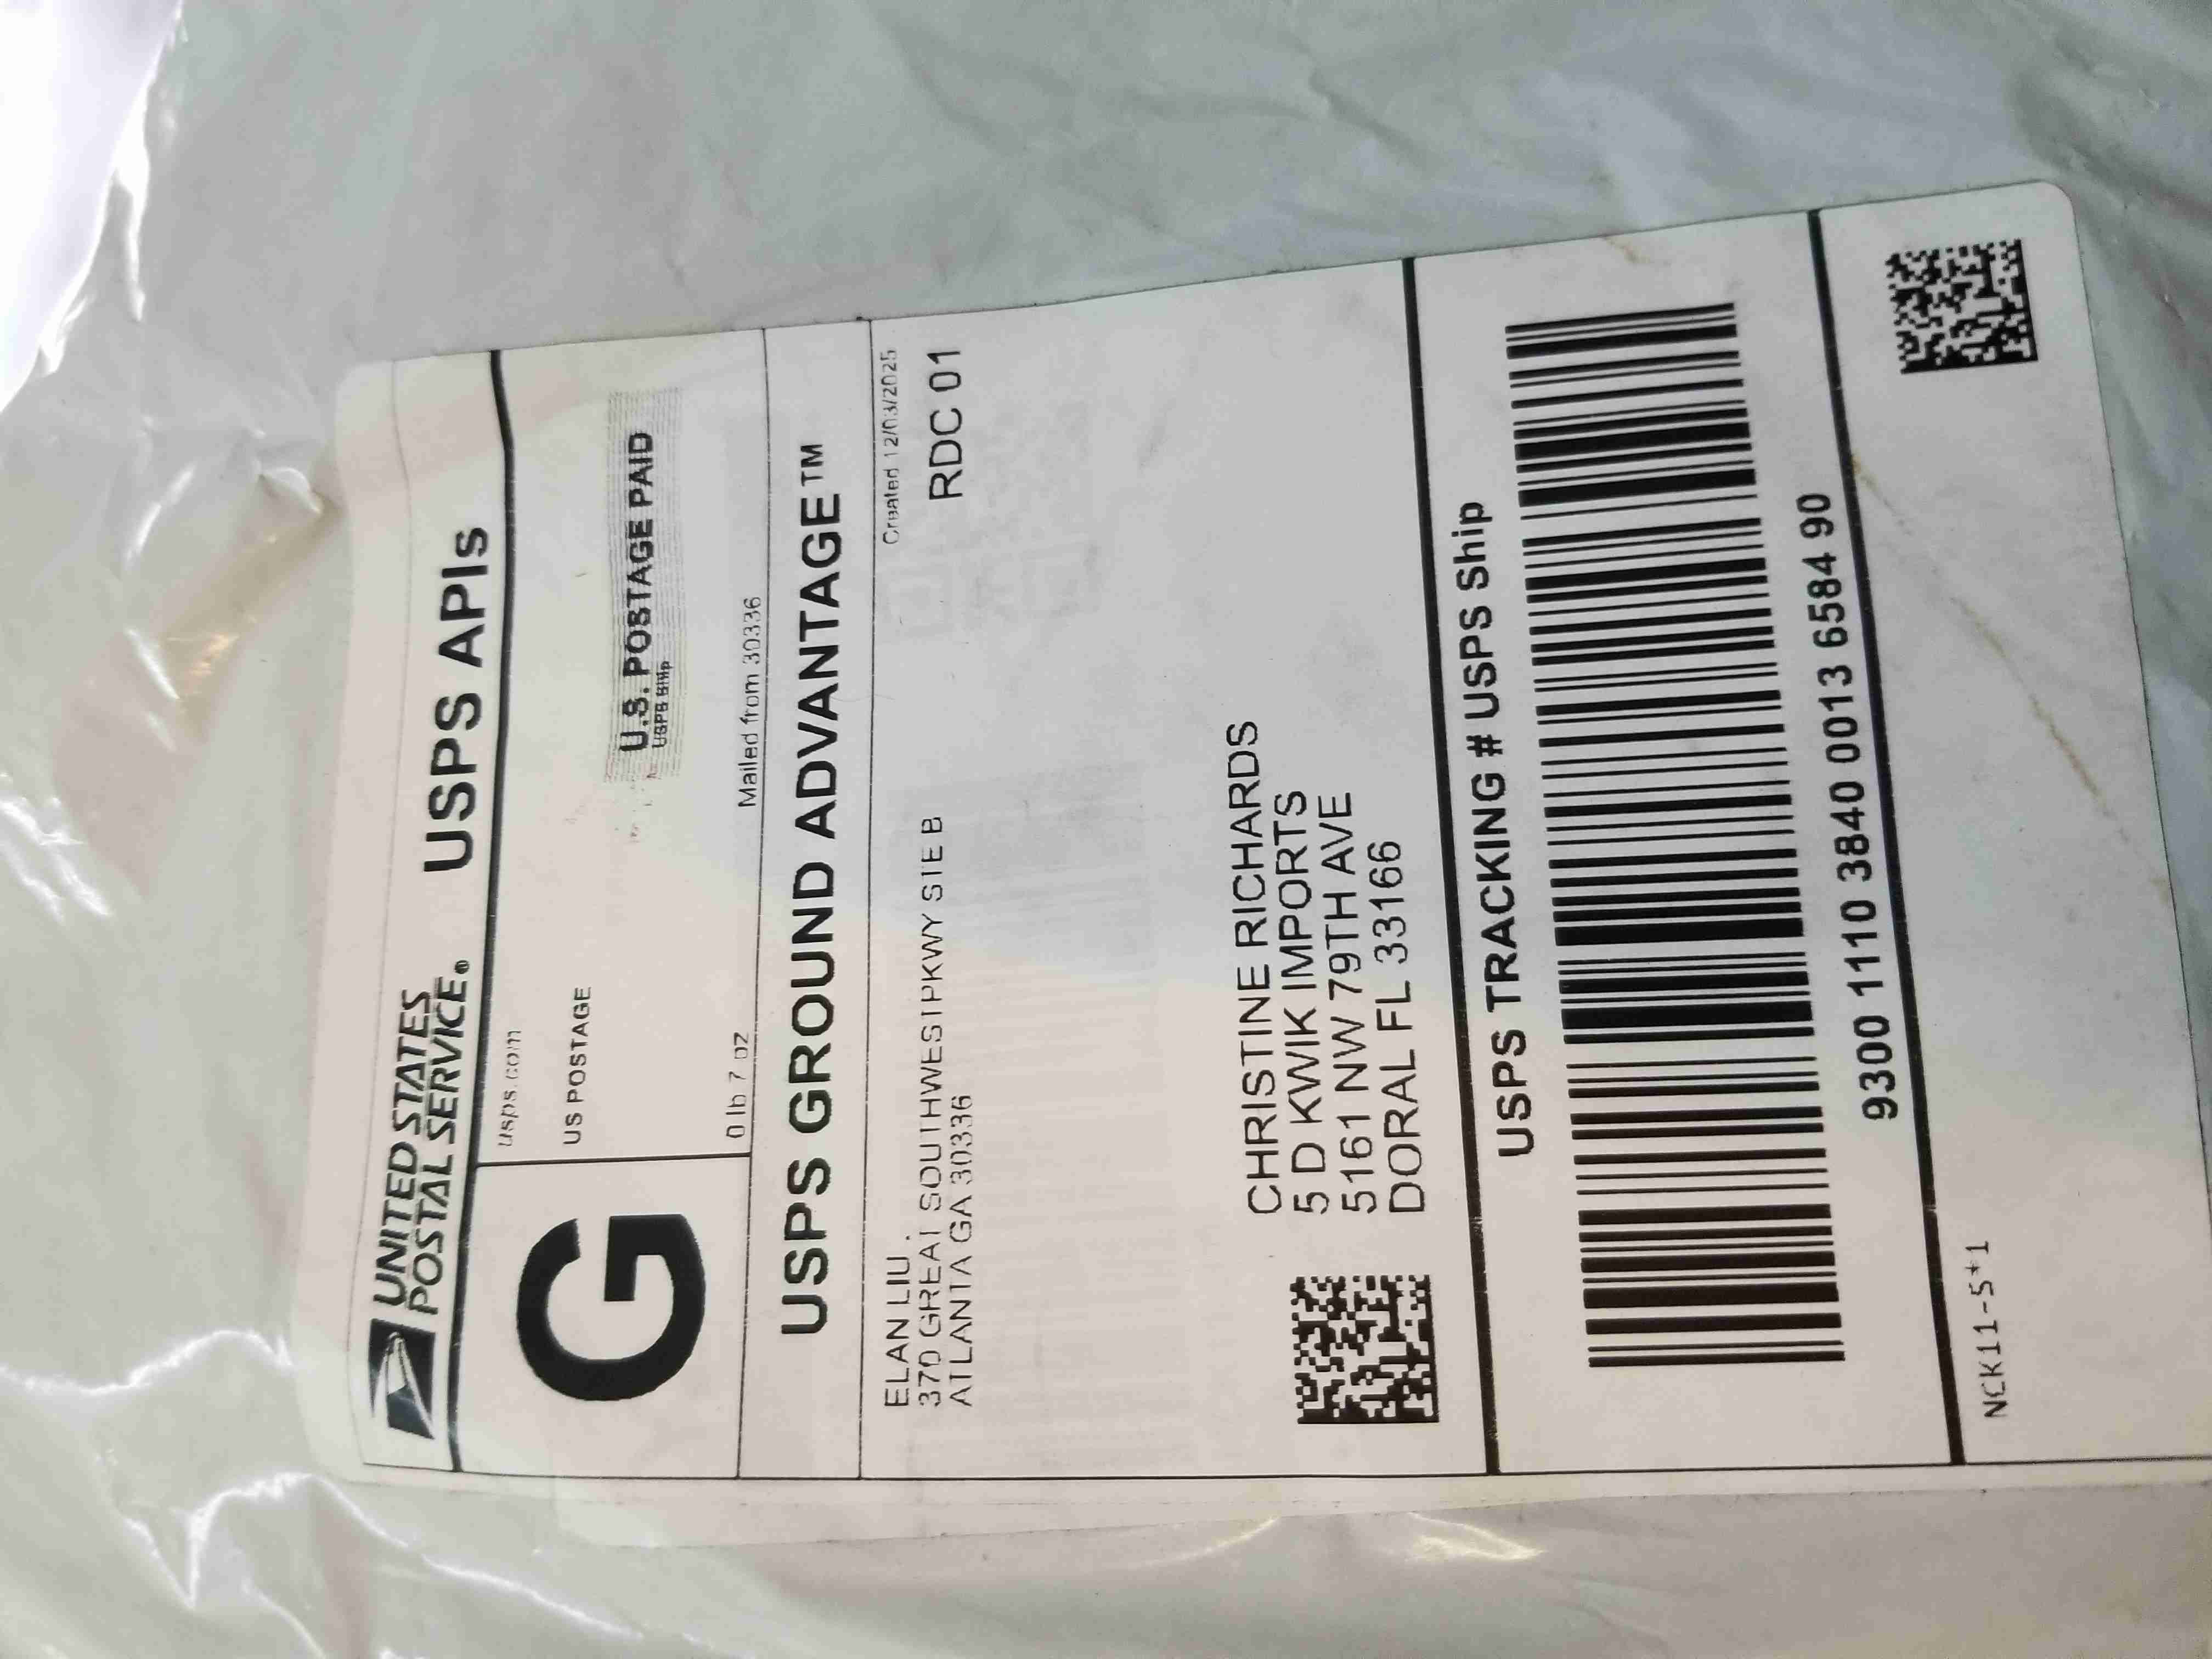 UNITED STATES
POSTAL SERVICE®
USPS APIs
G
usps.com
US POSTAGE
U.S. POSTAGE PAID
USPS Ship
0 lb 7 oz
Mailed from 30336
USPS GROUND ADVANTAGE™
ELAN LIU .
370 GREAT SOUTHWEST PKWY STE B
ATLANTA GA 30336
Created 12/03/2025
RDC 01
CHRISTINE RICHARDS
5 D KWIK IMPORTS
5161 NW 79TH AVE
DORAL FL 33166
USPS TRACKING # USPS Ship
9300 1110 3840 0013 6584 90
NCK11-S*1